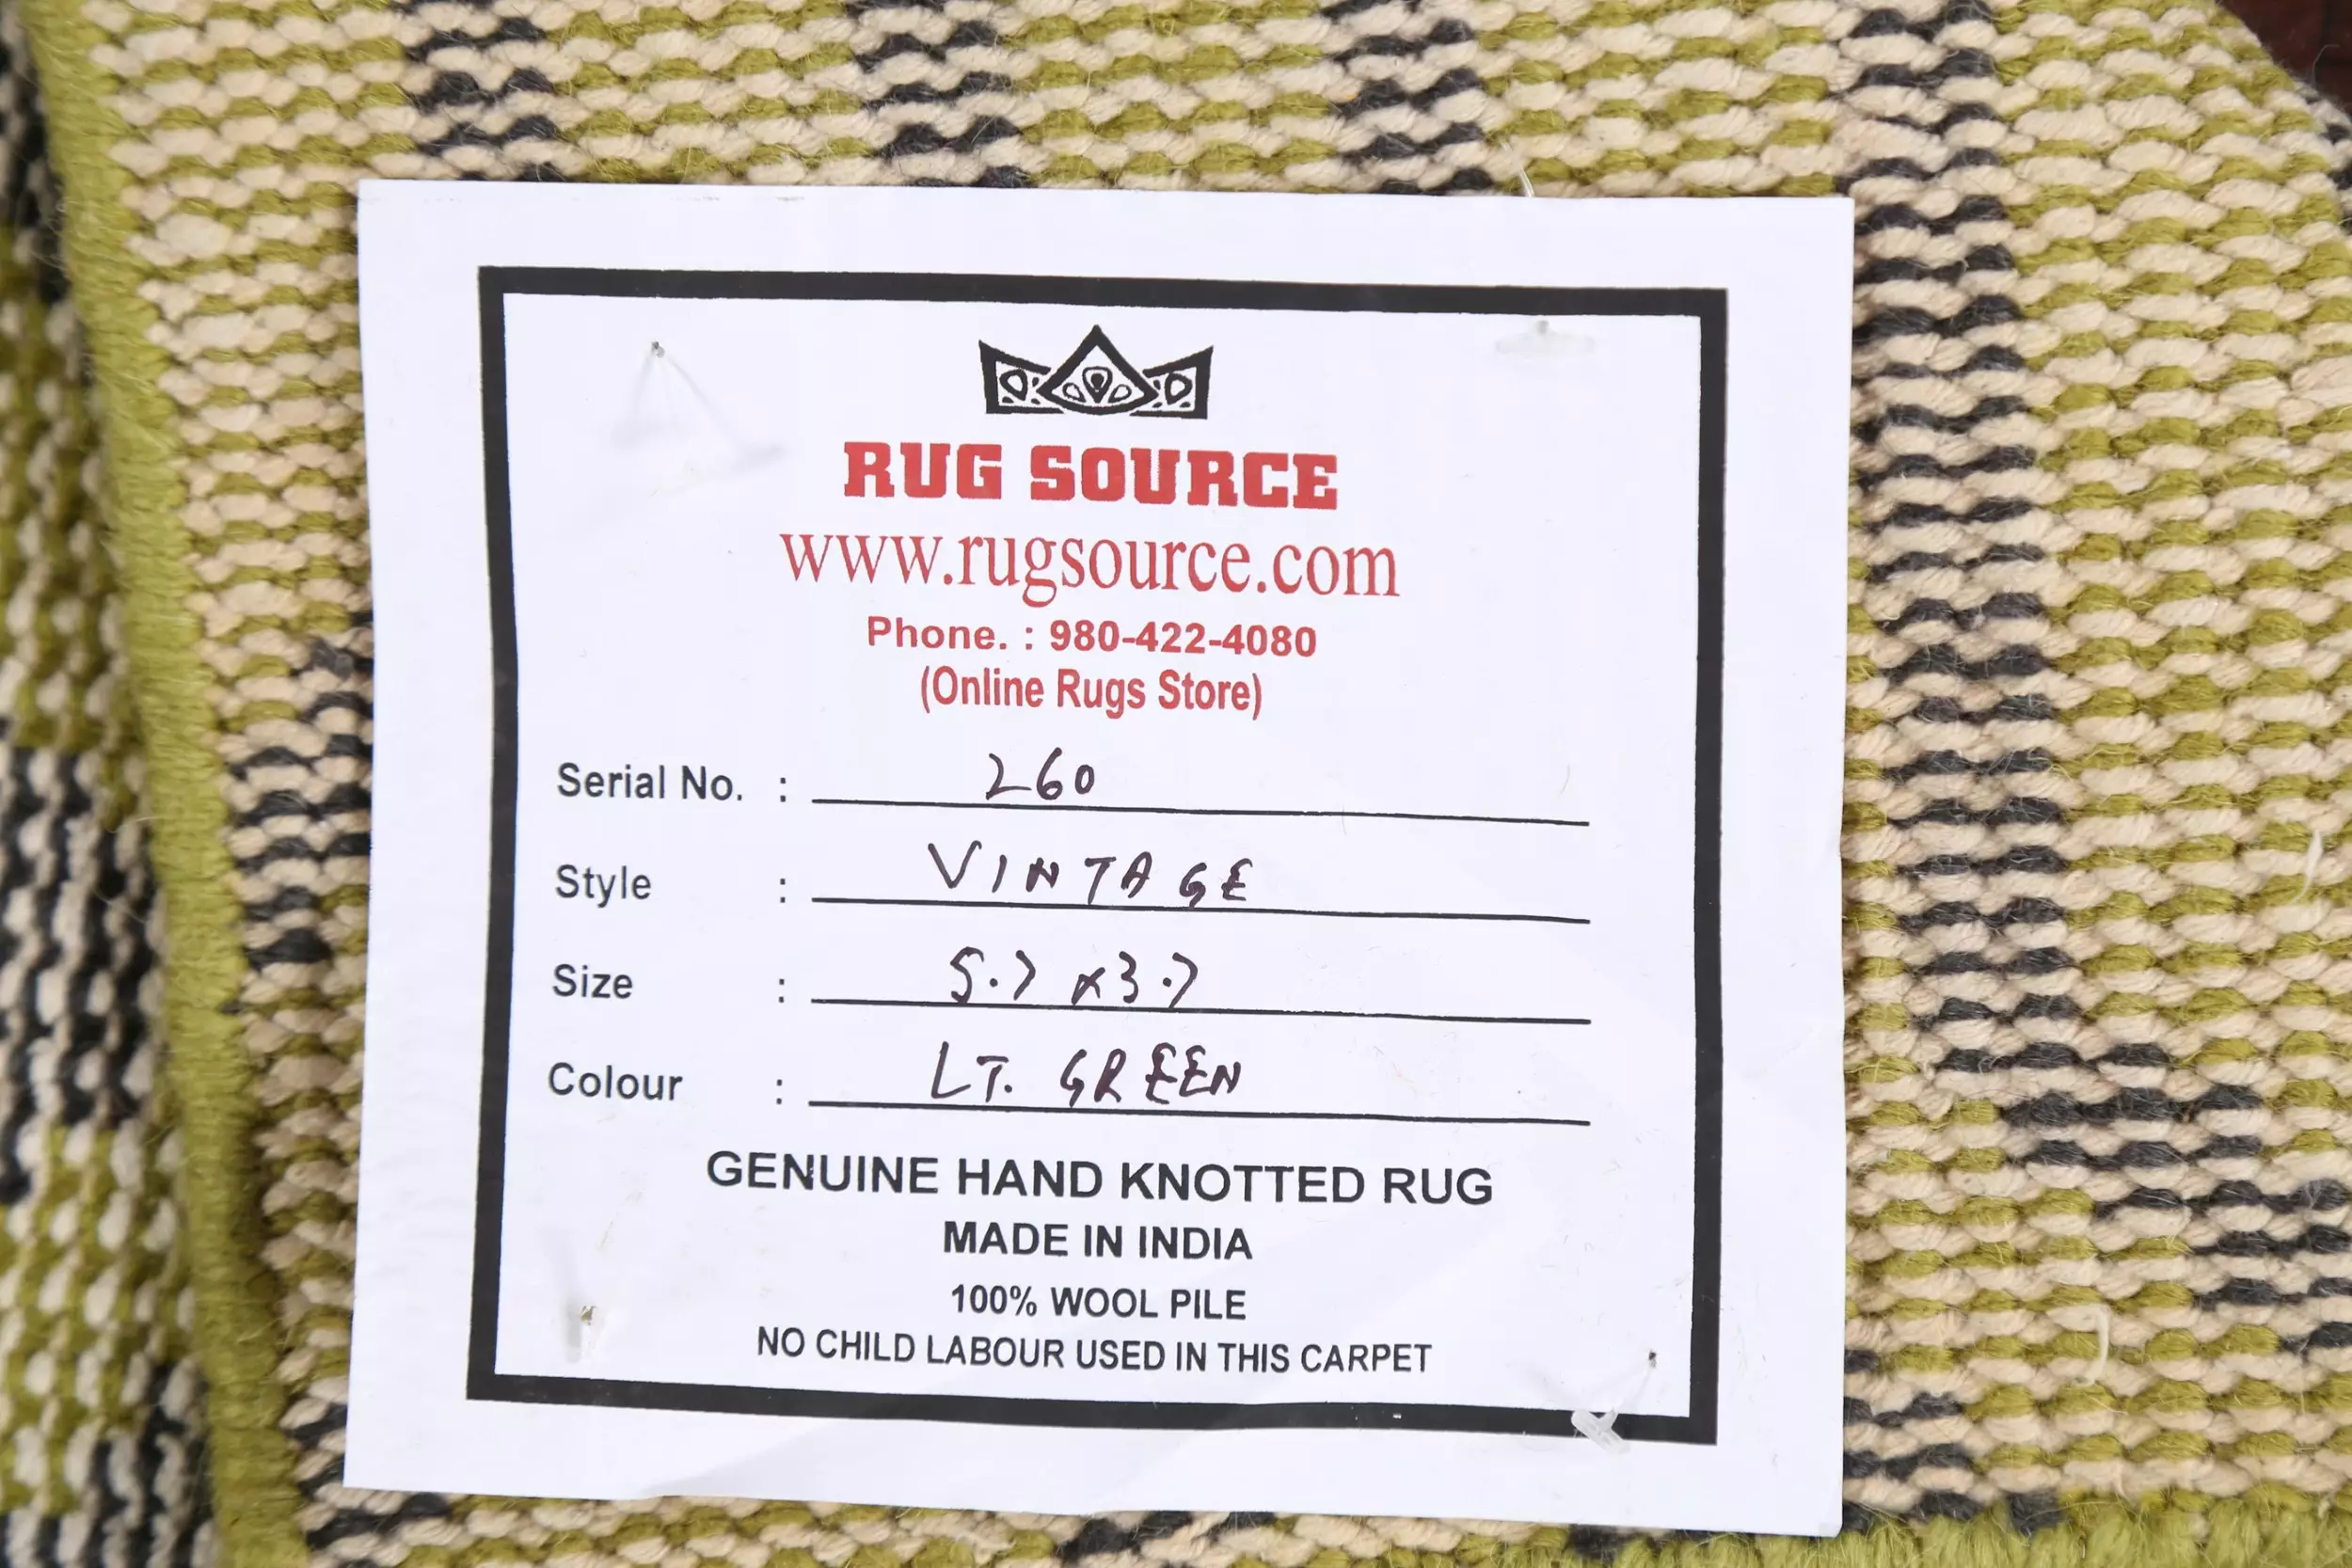 RUG SOURCE
www.rugsource.com
Phone. : 980-422-4080
(Online Rugs Store)
Serial No. : 260
Style : VINTAGE
Size : 5.7 x 3.7
Colour : LT. GREEN
GENUINE HAND KNOTTED RUG
MADE IN INDIA
100% WOOL PILE
NO CHILD LABOUR USED IN THIS CARPET